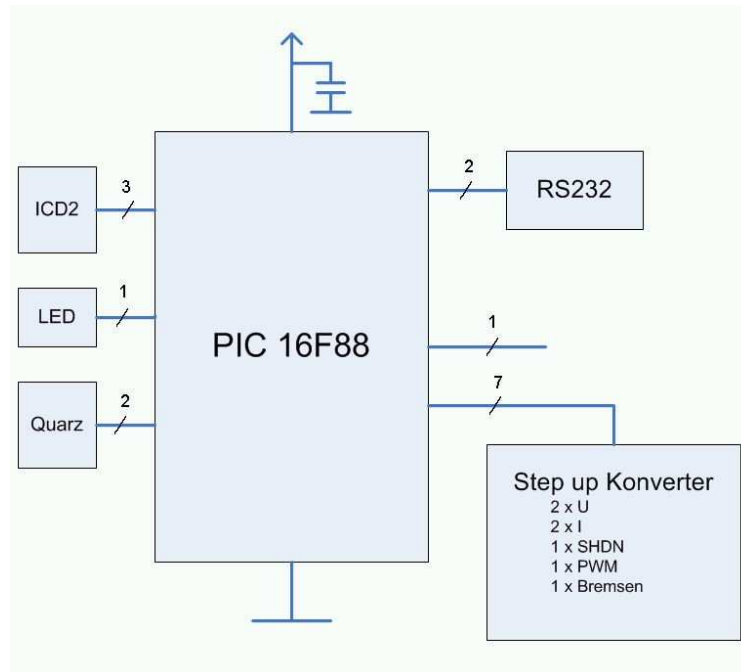 3
ICD2
1
LED
2
Quarz
PIC 16F88
2
RS232
1
7
Step up Konverter
2 x U
2 x I
1 x SHDN
1 x PWM
1 x Bremsen